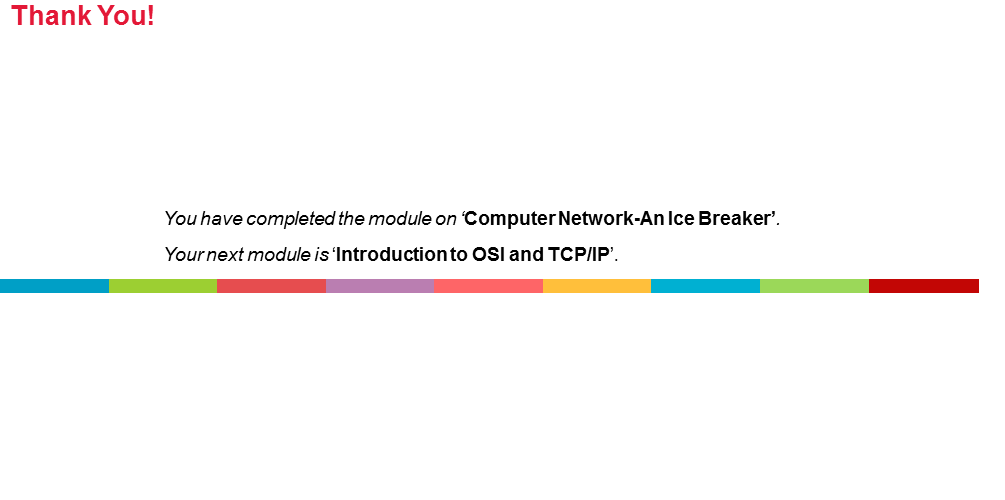 Thank You!
You have completed the module on ‘Computer Network-An Ice Breaker’.
Your next module is ‘Introduction to OSI and TCP/IP’.